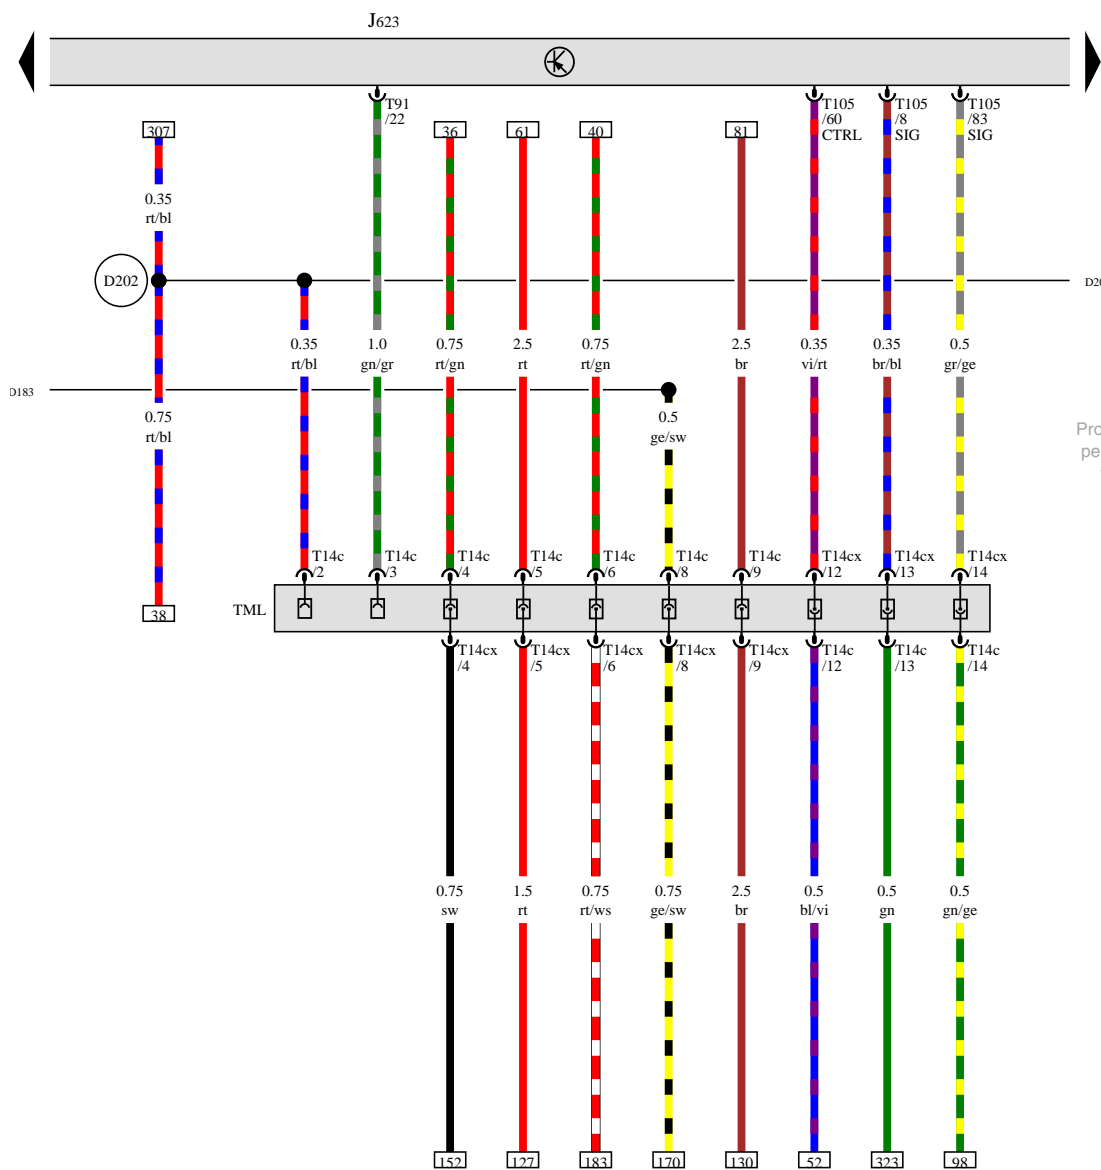 J623
T91
/22
T105
/60
CTRL
T105
/8
SIG
T105
/83
SIG
307
36
61
40
81
0.35
rt/bl
D202
D20
0.35
rt/bl
1.0
gn/gr
0.75
rt/gn
2.5
rt
0.75
rt/gn
2.5
br
0.35
vi/rt
0.35
br/bl
0.5
gr/ge
D183
0.75
rt/bl
0.5
ge/sw
Pro
pe
T14c
/2
T14c
/3
T14c
/4
T14c
/5
T14c
/6
T14c
/8
T14c
/9
T14cx
/12
T14cx
/13
T14cx
/14
38
TML
T14cx
/4
T14cx
/5
T14cx
/6
T14cx
/8
T14cx
/9
T14c
/12
T14c
/13
T14c
/14
0.75
sw
1.5
rt
0.75
rt/ws
0.75
ge/sw
2.5
br
0.5
bl/vi
0.5
gn
0.5
gn/ge
152
127
183
170
130
52
323
98